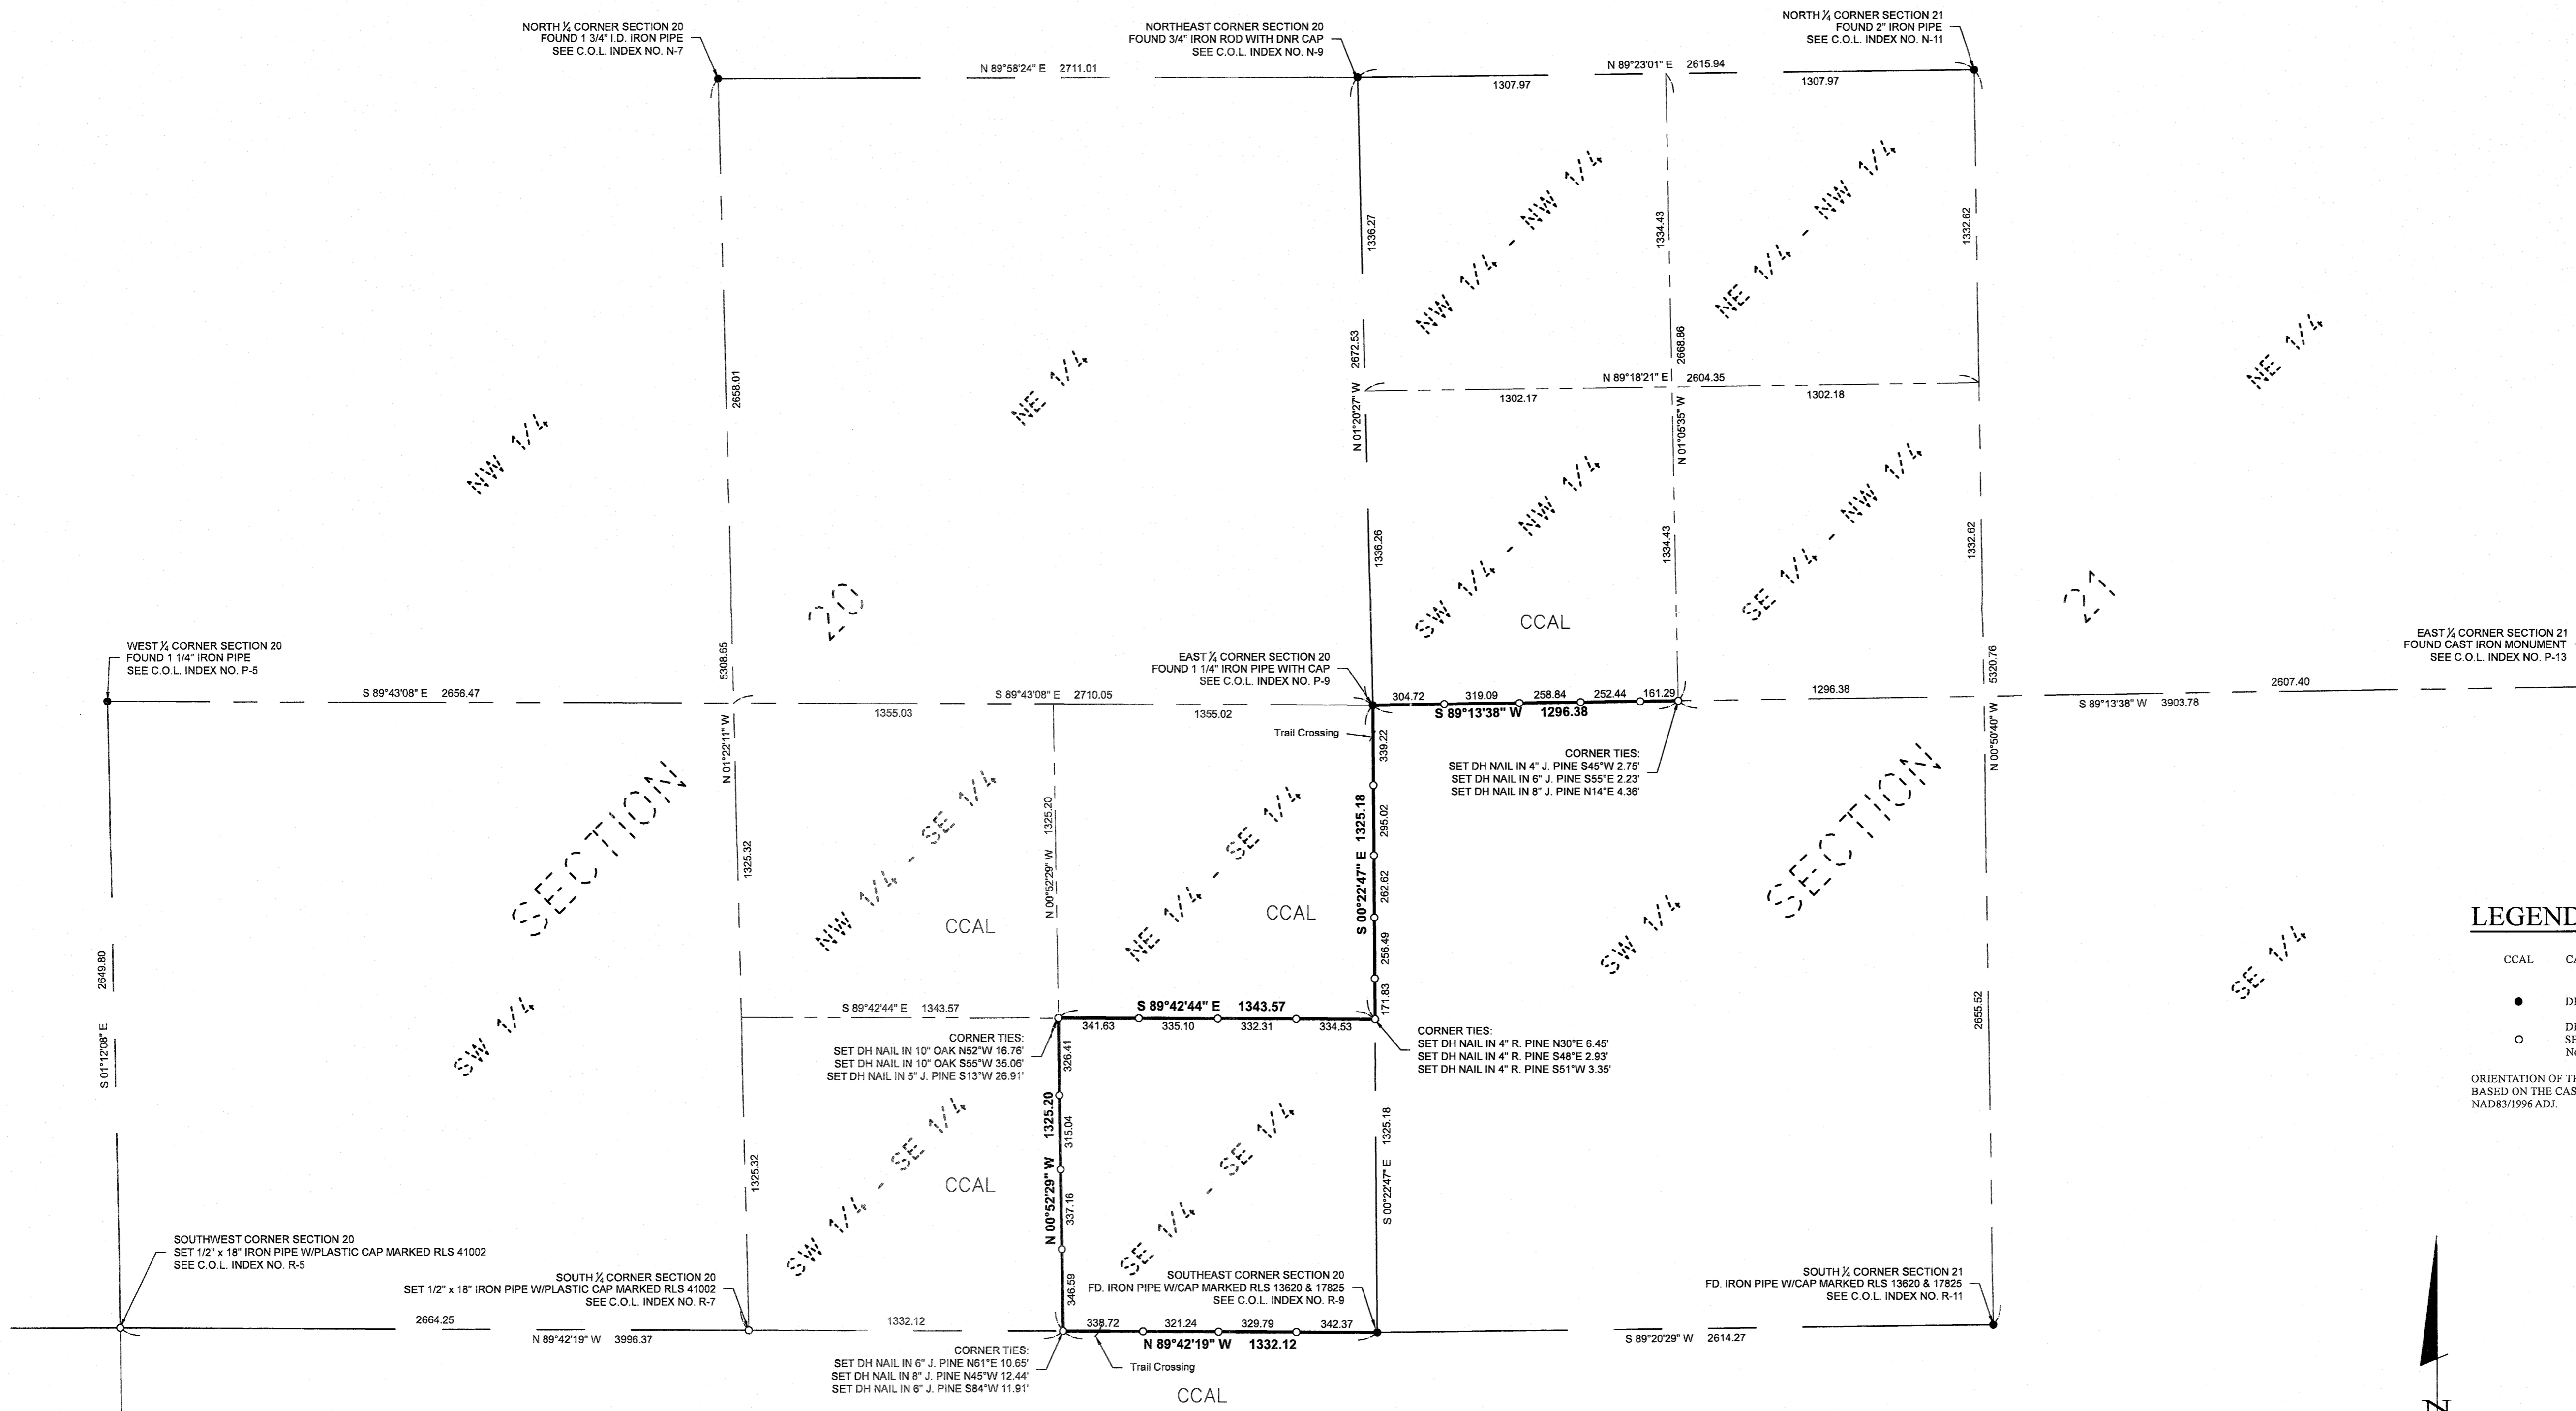 NORTH ¼ CORNER SECTION 20
FOUND 1 3/4" I.D. IRON PIPE
SEE C.O.L. INDEX NO. N-7
NORTHEAST CORNER SECTION 20
FOUND 3/4" IRON ROD WITH DNR CAP
SEE C.O.L. INDEX NO. N-9
NORTH ¼ CORNER SECTION 21
FOUND 2" IRON PIPE
SEE C.O.L. INDEX NO. N-11
N 89°58'24" E 2711.01
N 89°23'01" E 2615.94
1307.97
1307.97
1336.27
1334.43
1332.62
NW 1/4 - NW 1/4
NE 1/4 - NW 1/4
2658.01
NW 1/4
NE 1/4
N 01°20'27" W 2672.53
2668.86
N 89°18'21" E 2604.35
1302.17
1302.18
N 01°05'35" W
NE 1/4
1336.26
1334.43
1332.62
SW 1/4 - NW 1/4
SE 1/4 - NW 1/4
20
21
CCAL
WEST ¼ CORNER SECTION 20
FOUND 1 1/4" IRON PIPE
SEE C.O.L. INDEX NO. P-5
EAST ¼ CORNER SECTION 20
FOUND 1 1/4" IRON PIPE WITH CAP
SEE C.O.L. INDEX NO. P-9
EAST ¼ CORNER SECTION 21
FOUND CAST IRON MONUMENT
SEE C.O.L. INDEX NO. P-13
5308.65
5320.76
S 89°43'08" E 2656.47
S 89°43'08" E 2710.05
1355.03
1355.02
304.72
319.09
258.84
252.44
161.29
S 89°13'38" W 1296.38
1296.38
2607.40
S 89°13'38" W 3903.78
Trail Crossing
339.22
N 01°22'11" W
N 00°50'40" W
CORNER TIES:
SET DH NAIL IN 4" J. PINE S45°W 2.75'
SET DH NAIL IN 6" J. PINE S55°E 2.23'
SET DH NAIL IN 8" J. PINE N14°E 4.36'
SECTION
SECTION
1325.32
N 00°52'29" W 1325.20
NW 1/4 - SE 1/4
NE 1/4 - SE 1/4
CCAL
CCAL
S 00°22'47" E 1325.18
295.02
262.62
256.49
171.83
SW 1/4
SE 1/4
LEGEND
CCAL
S 01°12'08" E 2649.80
SW 1/4
2655.52
S 89°42'44" E 1343.57
S 89°42'44" E 1343.57
341.63
335.10
332.31
334.53
CORNER TIES:
SET DH NAIL IN 10" OAK N52°W 16.76'
SET DH NAIL IN 10" OAK S55°W 35.06'
SET DH NAIL IN 5" J. PINE S13°W 26.91'
CORNER TIES:
SET DH NAIL IN 4" R. PINE N30°E 6.45'
SET DH NAIL IN 4" R. PINE S48°E 2.93'
SET DH NAIL IN 4" R. PINE S51°W 3.35'
ORIENTATION OF
BASED ON THE
NAD83/1996 ADJ.
326.41
315.04
337.16
346.59
N 00°52'29" W 1325.20
1325.32
SW 1/4 - SE 1/4
SE 1/4 - SE 1/4
CCAL
S 00°22'47" E 1325.18
SOUTHWEST CORNER SECTION 20
SET 1/2" x 18" IRON PIPE W/PLASTIC CAP MARKED RLS 41002
SEE C.O.L. INDEX NO. R-5
SOUTH ¼ CORNER SECTION 20
SET 1/2" x 18" IRON PIPE W/PLASTIC CAP MARKED RLS 41002
SEE C.O.L. INDEX NO. R-7
SOUTHEAST CORNER SECTION 20
FD. IRON PIPE W/CAP MARKED RLS 13620 & 17825
SEE C.O.L. INDEX NO. R-9
SOUTH ¼ CORNER SECTION 21
FD. IRON PIPE W/CAP MARKED RLS 13620 & 17825
SEE C.O.L. INDEX NO. R-11
2664.25
N 89°42'19" W 3996.37
1332.12
338.72
321.24
329.79
342.37
N 89°42'19" W 1332.12
S 89°20'29" W 2614.27
CORNER TIES:
SET DH NAIL IN 6" J. PINE N61°E 10.65'
SET DH NAIL IN 8" J. PINE N45°W 12.44'
SET DH NAIL IN 6" J. PINE S84°W 11.91'
Trail Crossing
CCAL
N